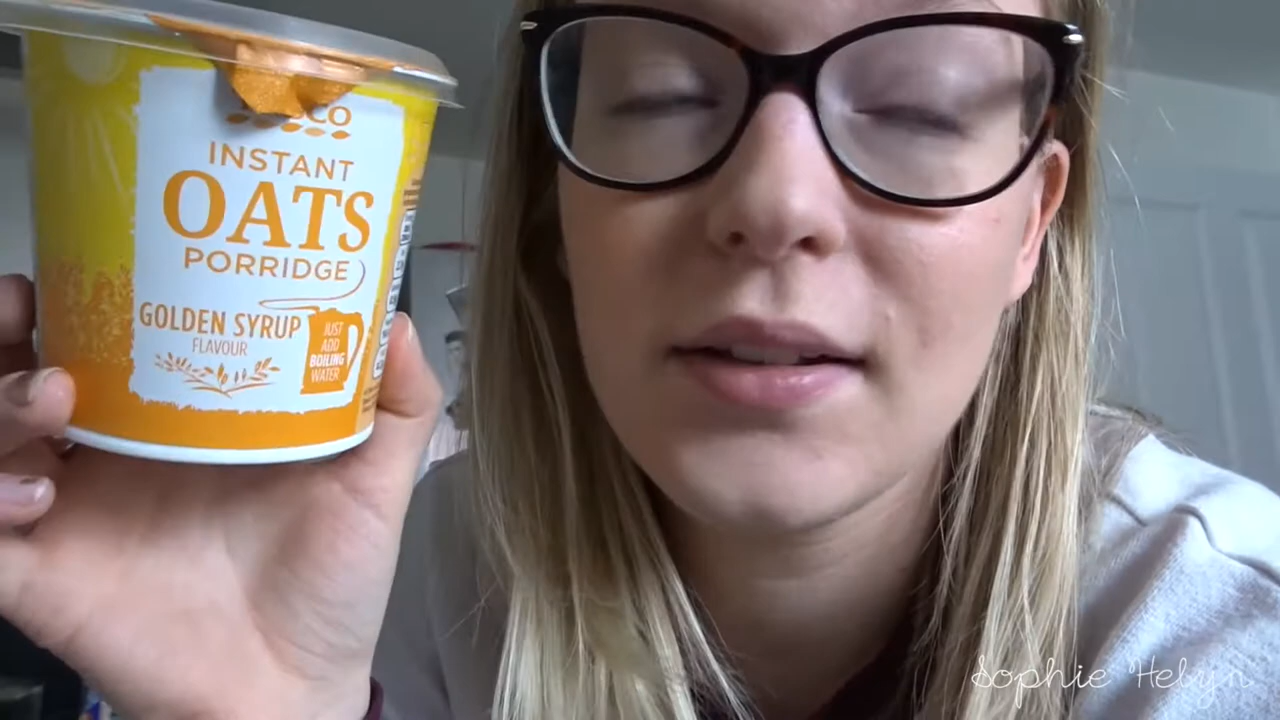 INSTANT
OATS
PORRIDGE
GOLDEN SYRUP
FLAVOUR
JUST
ADD
BOILING
WATER
Sophie Helyn